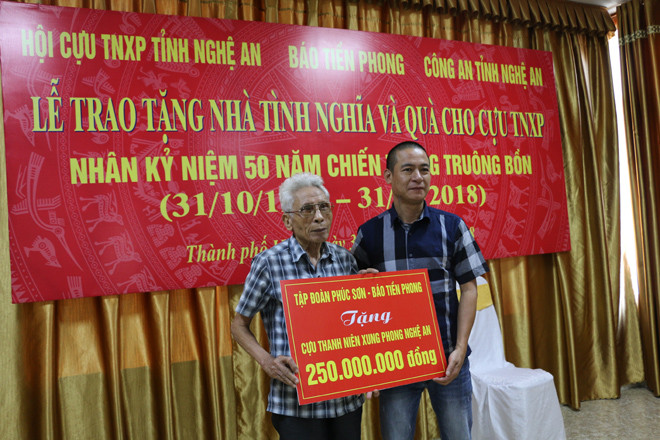 HỘI CỰU TNXP TỈNH NGHỆ AN BÁO TIỀN PHONG CÔNG AN TỈNH NGHỆ AN
LỄ TRAO TẶNG NHÀ TÌNH NGHĨA VÀ QUÀ CHO CỰU TNXP
NHÂN KỶ NIỆM 50 NĂM CHIẾN G TRUÔNG BỒN
(31/10/1 – 31/ 2018)
Thành phố
TẬP ĐOÀN PHÚC SƠN - BÁO TIỀN PHONG
Tặng
CỰU THANH NIÊN XUNG PHONG NGHỆ AN
250.000.000 đồng